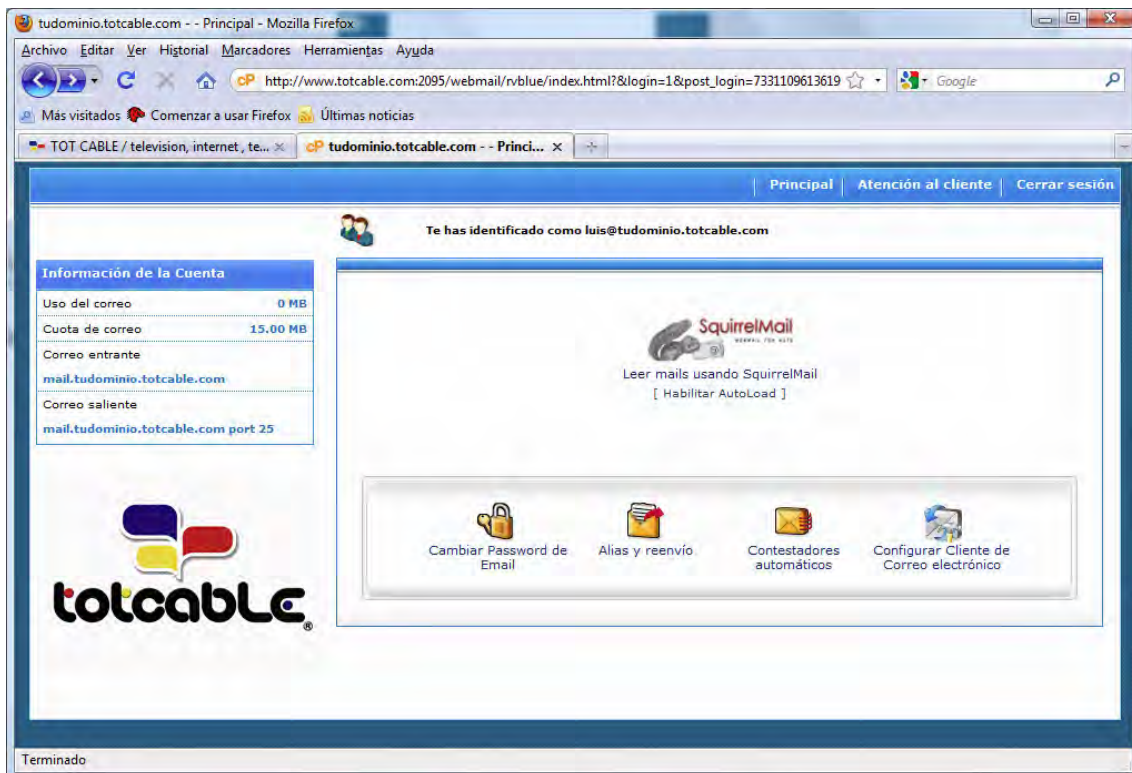 tudominio.totcable.com - - Principal - Mozilla Firefox
Archivo Editar Ver Historial Marcadores Herramientas Ayuda
cP http://www.totcable.com:2095/webmail/rvblue/index.html?&login=1&post_login=7331109613619
Google
Más visitados Comenzar a usar Firefox Últimas noticias
TOT CABLE / television, internet , te...
cP tudominio.totcable.com - - Princi...
Principal | Atención al cliente | Cerrar sesión
Te has identificado como luis@tudominio.totcable.com
Información de la Cuenta
Uso del correo 0 MB
Cuota de correo 15.00 MB
Correo entrante
mail.tudominio.totcable.com
Correo saliente
mail.tudominio.totcable.com port 25
SquirrelMail
WEBMAIL FOR NUTS
Leer mails usando SquirrelMail
[ Habilitar AutoLoad ]
Cambiar Password de
Email
Alias y reenvío
Contestadores
automáticos
Configurar Cliente de
Correo electrónico
totcable®
Terminado